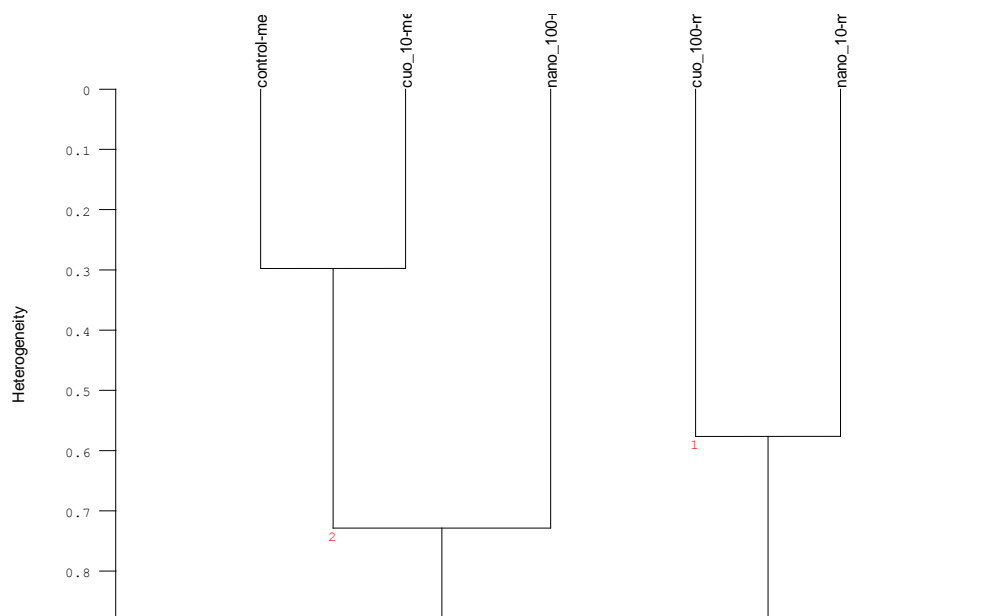 control-me
cuo_10-me
nano_100-
cuo_100-m
nano_10-m
0
0.1
0.2
0.3
0.4
0.5
0.6
0.7
0.8
Heterogeneity
1
2